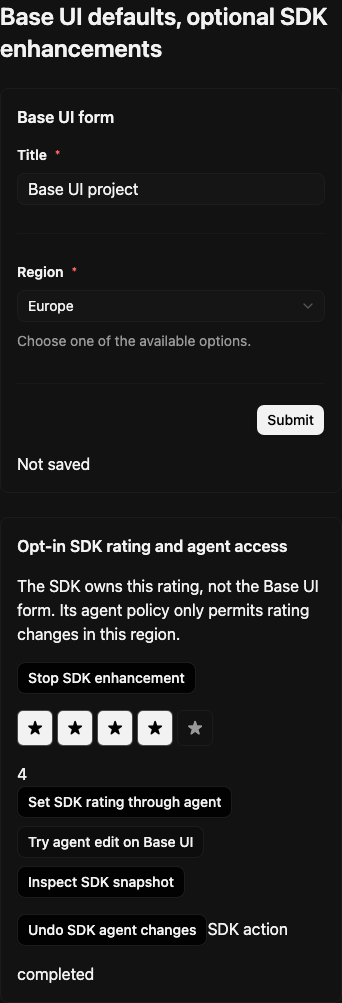 Base UI defaults, optional SDK
enhancements
Base UI form
Title *
Base UI project
Region *
Europe
Choose one of the available options.
Submit
Not saved
Opt-in SDK rating and agent access
The SDK owns this rating, not the Base UI
form. Its agent policy only permits rating
changes in this region.
Stop SDK enhancement
4
Set SDK rating through agent
Try agent edit on Base UI
Inspect SDK snapshot
Undo SDK agent changes SDK action
completed